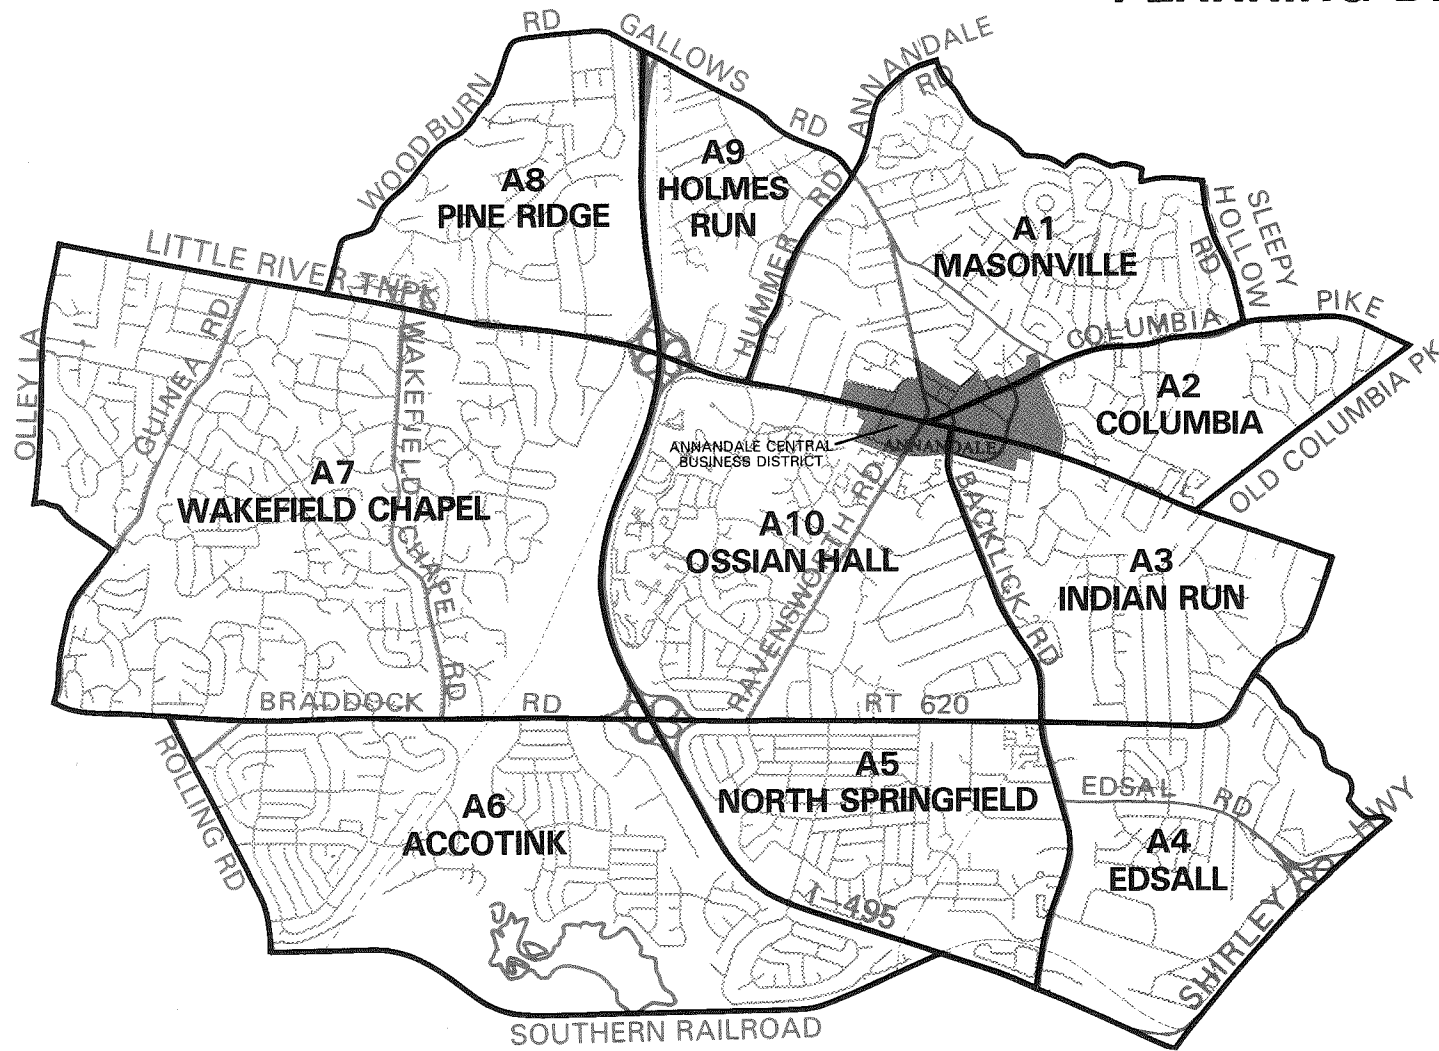 RD
GALLOWS
RD
ANNANDALE
RD
WOODBURN
A9
HOLMES
RUN
A8
PINE RIDGE
HUMMER RD
A1
MASONVILLE
SLEEPY
HOLLOW
RD
LITTLE RIVER TNPK
COLUMBIA
PIKE
OLLEY LA
GUINEA RD
WAKEFIELD CHAPEL RD
A2
COLUMBIA
OLD COLUMBIA PK
ANNANDALE CENTRAL
BUSINESS DISTRICT
ANNANDALE
A7
WAKEFIELD CHAPEL
A10
OSSIAN HALL
RAVENSWORTH RD
BACKLICK RD
A3
INDIAN RUN
BRADDOCK RD
RT 620
ROLLING RD
A6
ACCOTINK
A5
NORTH SPRINGFIELD
EDSAL RD
A4
EDSALL
I-495
SHIRLEY HWY
SOUTHERN RAILROAD